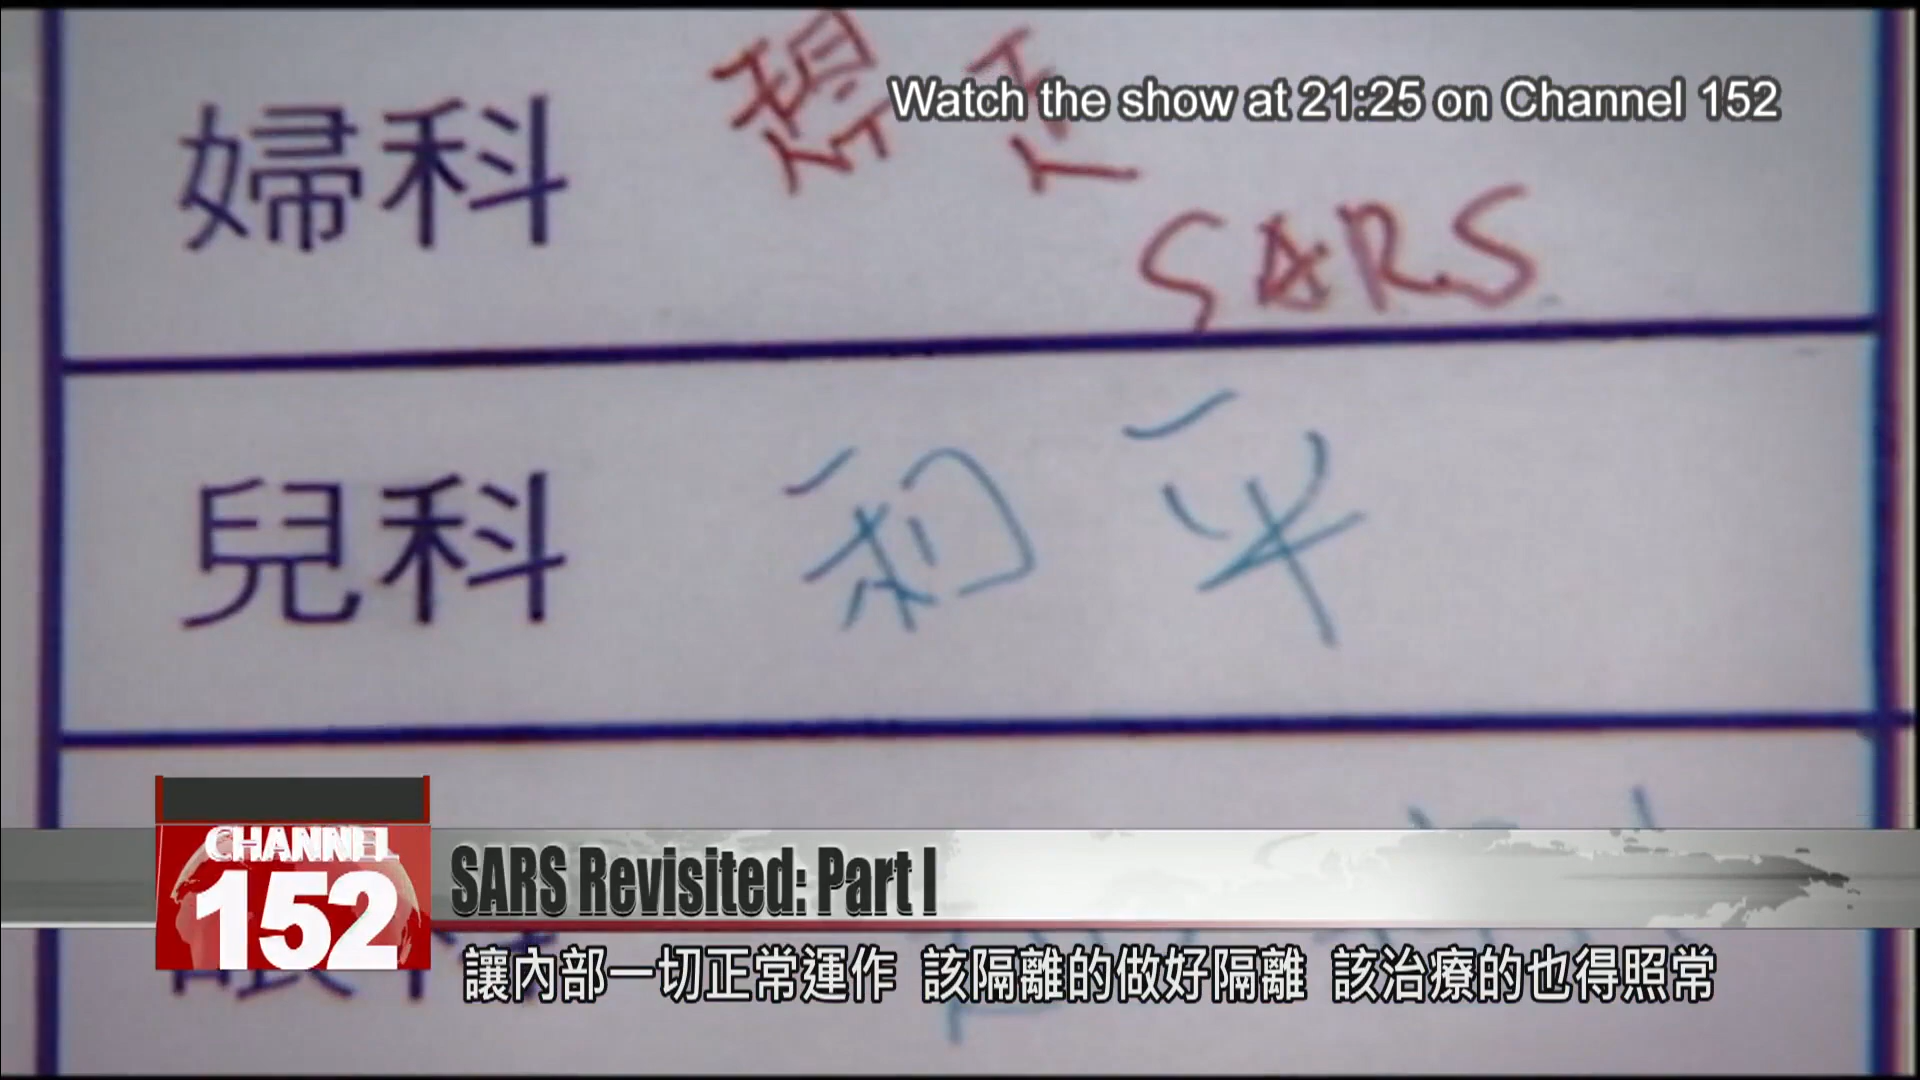 Watch the show at 21:25 on Channel 152
婦科
SARS
兒科 和平
CHANNEL
152
SARS Revisited: Part I
讓內部一切正常運作 該隔離的做好隔離 該治療的也得照常